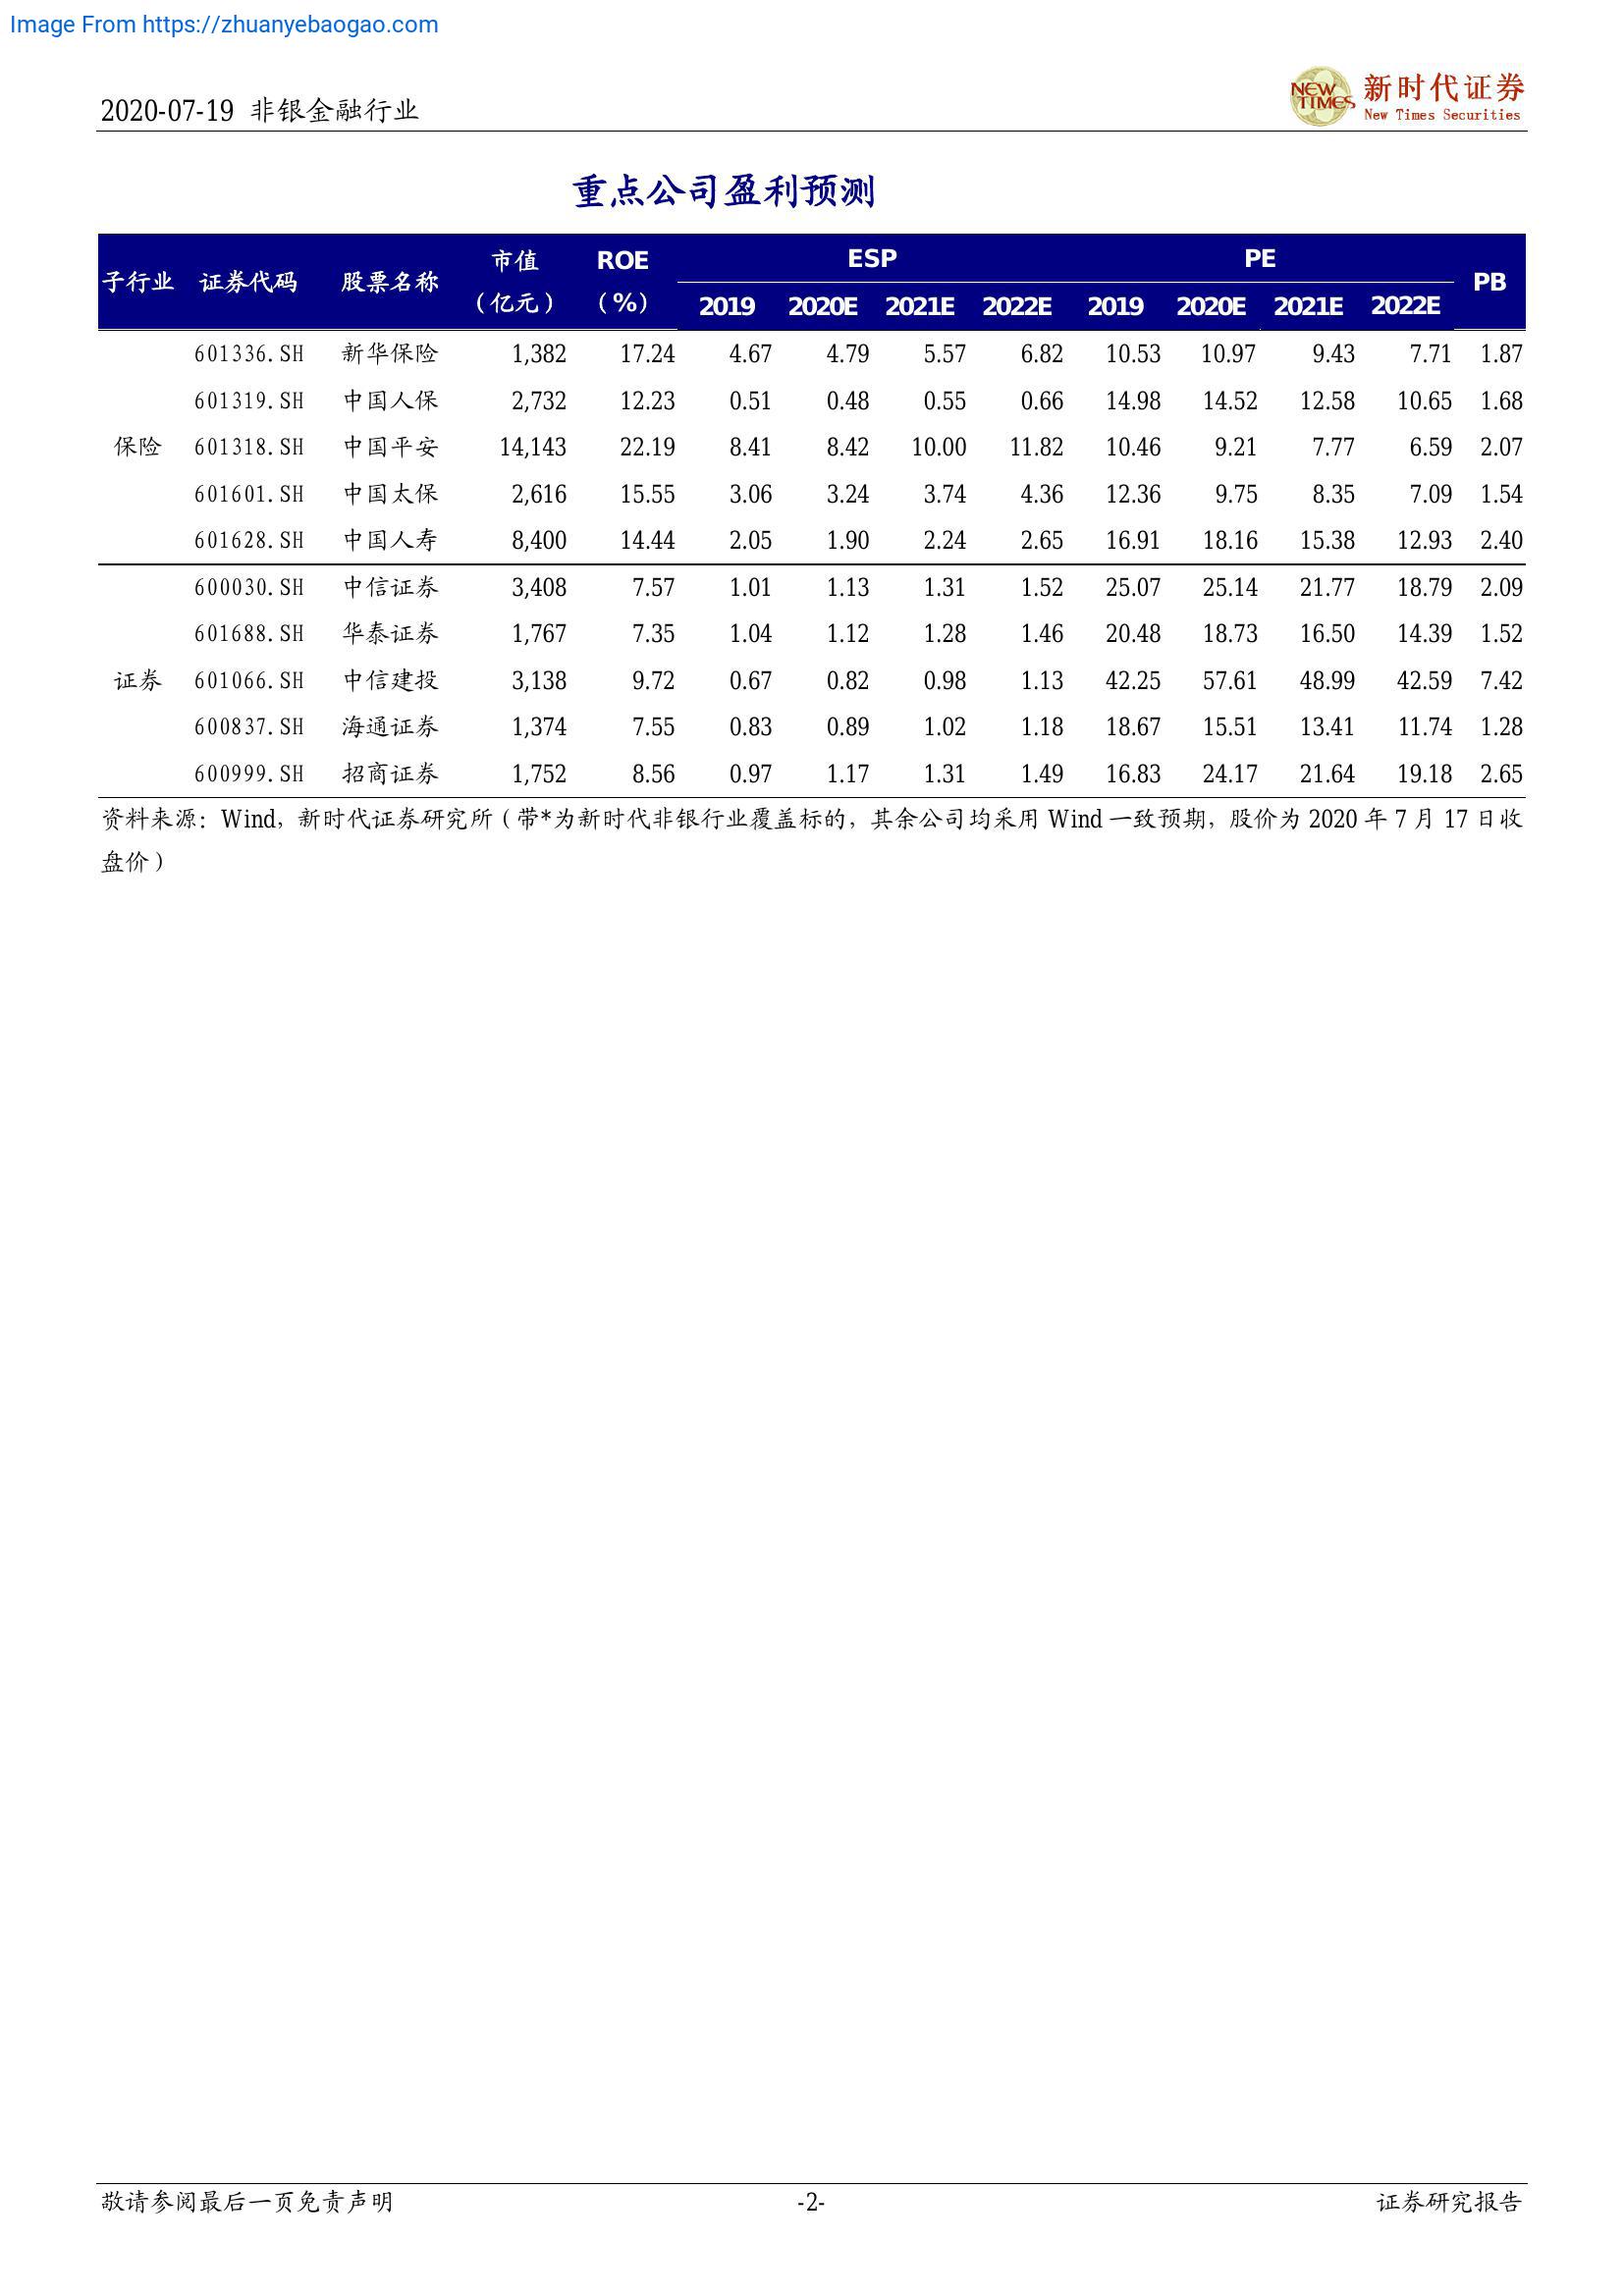 Image From https://zhuanyebaogao.com
2020-07-19 非银金融行业
NEW TIMES 新时代证券
New Times Securities
重点公司盈利预测
子行业 证券代码 股票名称 市值（亿元） ROE（%） ESP PE PB
2019 2020E 2021E 2022E 2019 2020E 2021E 2022E
601336.SH 新华保险 1,382 17.24 4.67 4.79 5.57 6.82 10.53 10.97 9.43 7.71 1.87
601319.SH 中国人保 2,732 12.23 0.51 0.48 0.55 0.66 14.98 14.52 12.58 10.65 1.68
保险 601318.SH 中国平安 14,143 22.19 8.41 8.42 10.00 11.82 10.46 9.21 7.77 6.59 2.07
601601.SH 中国太保 2,616 15.55 3.06 3.24 3.74 4.36 12.36 9.75 8.35 7.09 1.54
601628.SH 中国人寿 8,400 14.44 2.05 1.90 2.24 2.65 16.91 18.16 15.38 12.93 2.40
600030.SH 中信证券 3,408 7.57 1.01 1.13 1.31 1.52 25.07 25.14 21.77 18.79 2.09
601688.SH 华泰证券 1,767 7.35 1.04 1.12 1.28 1.46 20.48 18.73 16.50 14.39 1.52
证券 601066.SH 中信建投 3,138 9.72 0.67 0.82 0.98 1.13 42.25 57.61 48.99 42.59 7.42
600837.SH 海通证券 1,374 7.55 0.83 0.89 1.02 1.18 18.67 15.51 13.41 11.74 1.28
600999.SH 招商证券 1,752 8.56 0.97 1.17 1.31 1.49 16.83 24.17 21.64 19.18 2.65
资料来源：Wind，新时代证券研究所（带*为新时代非银行业覆盖标的，其余公司均采用 Wind 一致预期，股价为 2020 年 7 月 17 日收
盘价）
敬请参阅最后一页免责声明 -2- 证券研究报告